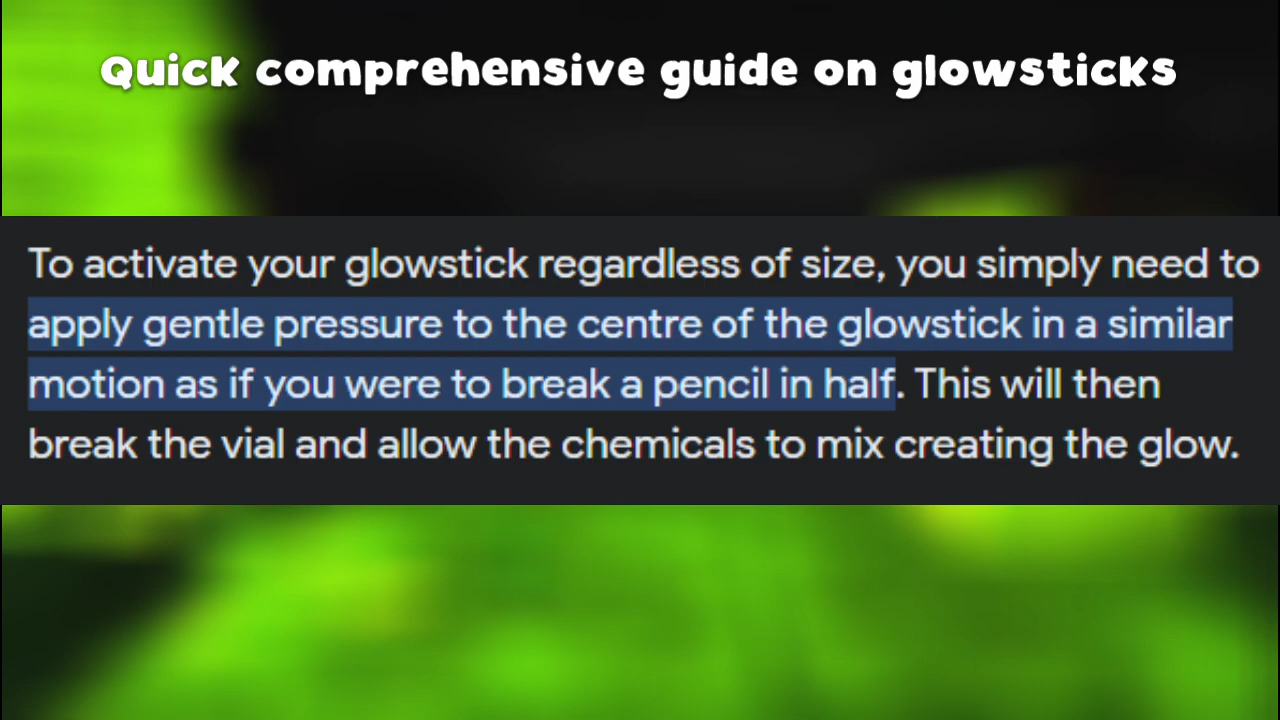 Quick comprehensive guide on glowsticks
To activate your glowstick regardless of size, you simply need to
apply gentle pressure to the centre of the glowstick in a similar
motion as if you were to break a pencil in half. This will then
break the vial and allow the chemicals to mix creating the glow.